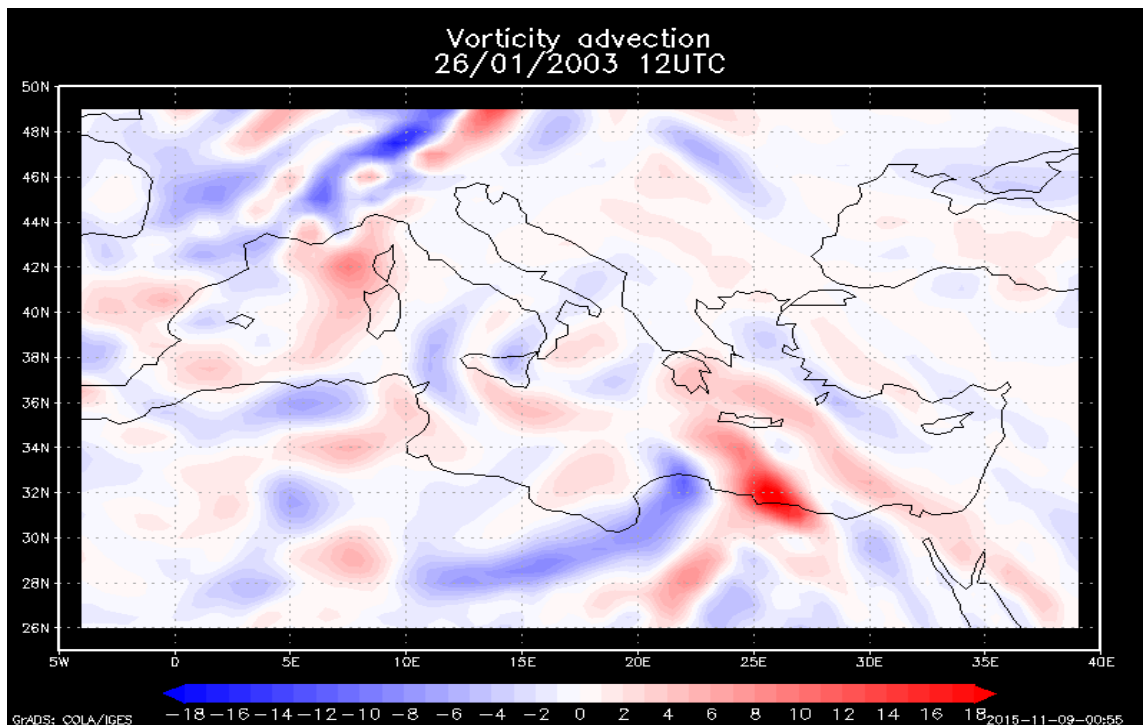 Vorticity advection
26/01/2003 12UTC
50N
48N
46N
44N
42N
40N
38N
36N
34N
32N
30N
28N
26N
5W 0 5E 10E 15E 20E 25E 30E 35E 40E
-18 -16 -14 -12 -10 -8 -6 -4 -2 0 2 4 6 8 10 12 14 16 18
GrADS: COLA/IGES 2015-11-09-00:55